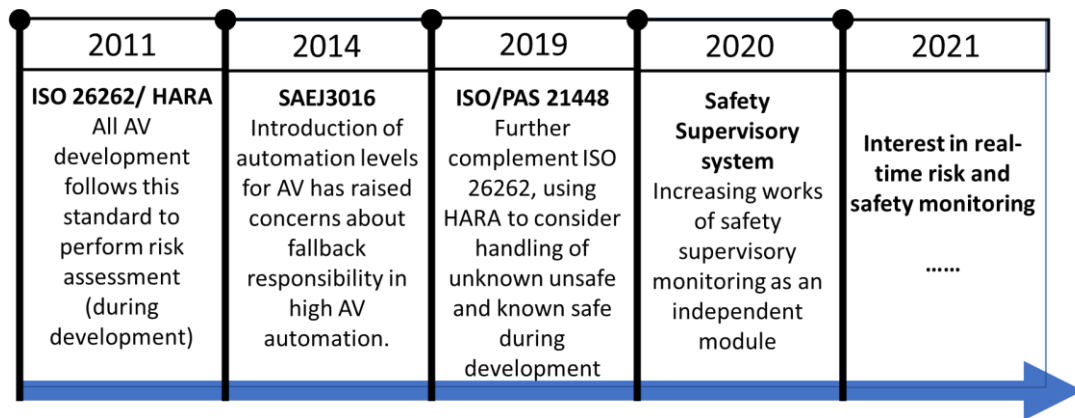 2011
ISO 26262/ HARA
All AV
development
follows this
standard to
perform risk
assessment
(during
development)
2014
SAEJ3016
Introduction of
automation levels
for AV has raised
concerns about
fallback
responsibility in
high AV
automation.
2019
ISO/PAS 21448
Further
complement ISO
26262, using
HARA to consider
handling of
unknown unsafe
and known safe
during
development
2020
Safety
Supervisory
system
Increasing works
of safety
supervisory
monitoring as an
independent
module
2021
Interest in real-
time risk and
safety monitoring
......